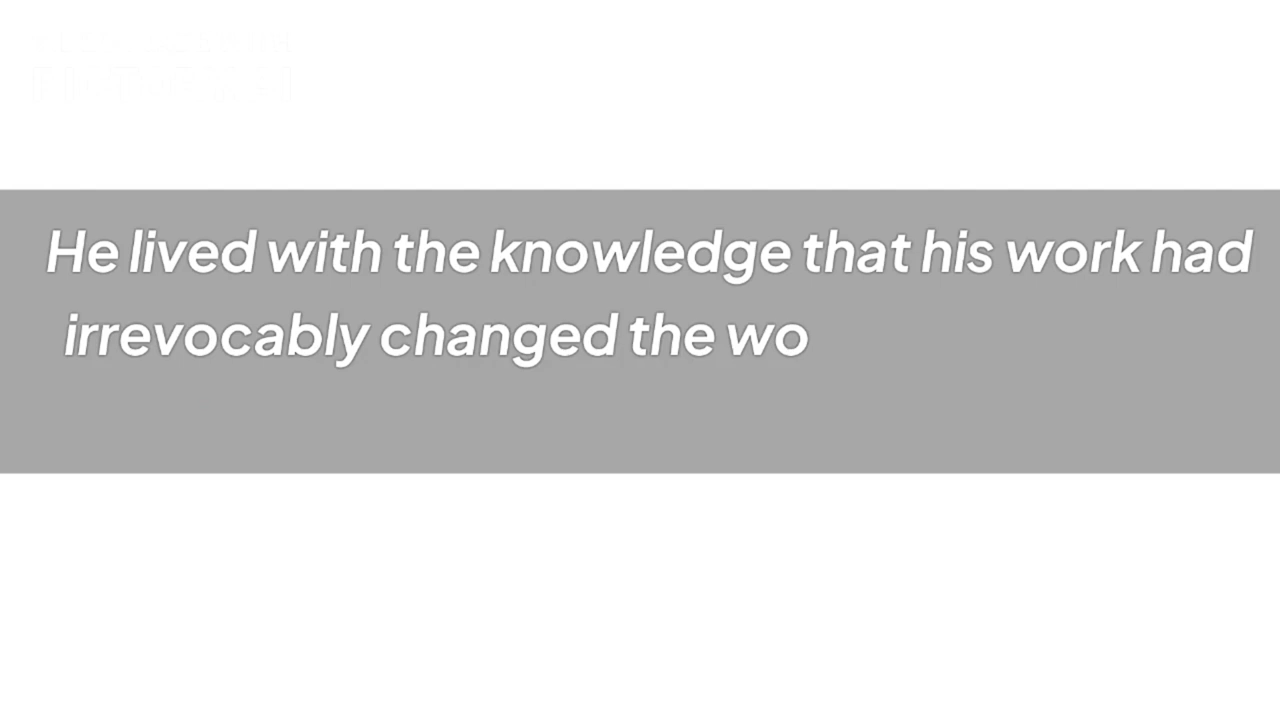 He lived with the knowledge that his work had
irrevocably changed the wo